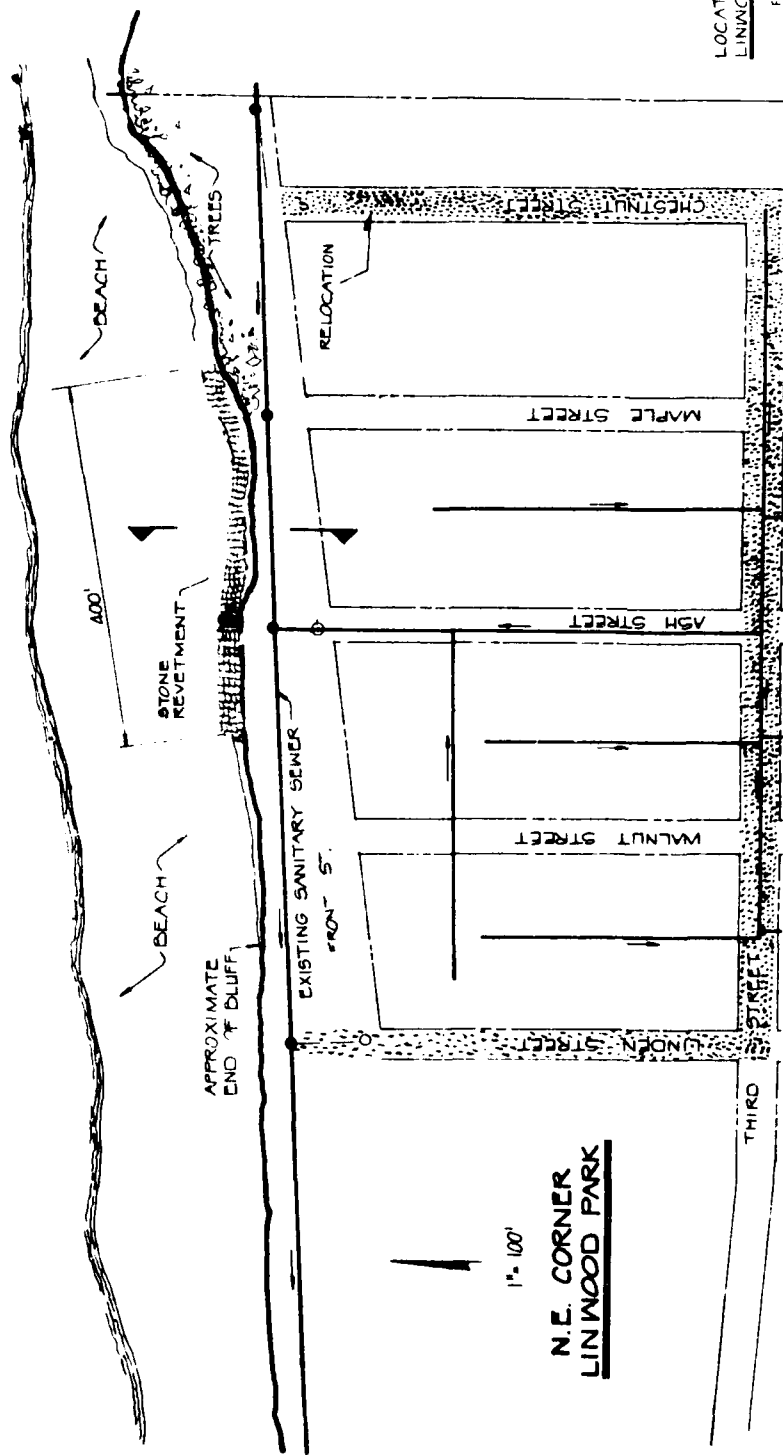 BEACH
TREES
400'
STONE
REVETMENT
BEACH
APPROXIMATE
END OF BLUFF
EXISTING SANITARY SEWER
FRONT ST.
RELOCATION
CHESTNUT STREET
MAPLE STREET
ASH STREET
WALNUT STREET
LINDEN STREET
THIRD STREET
1"= 100'
N.E. CORNER
LINWOOD PARK